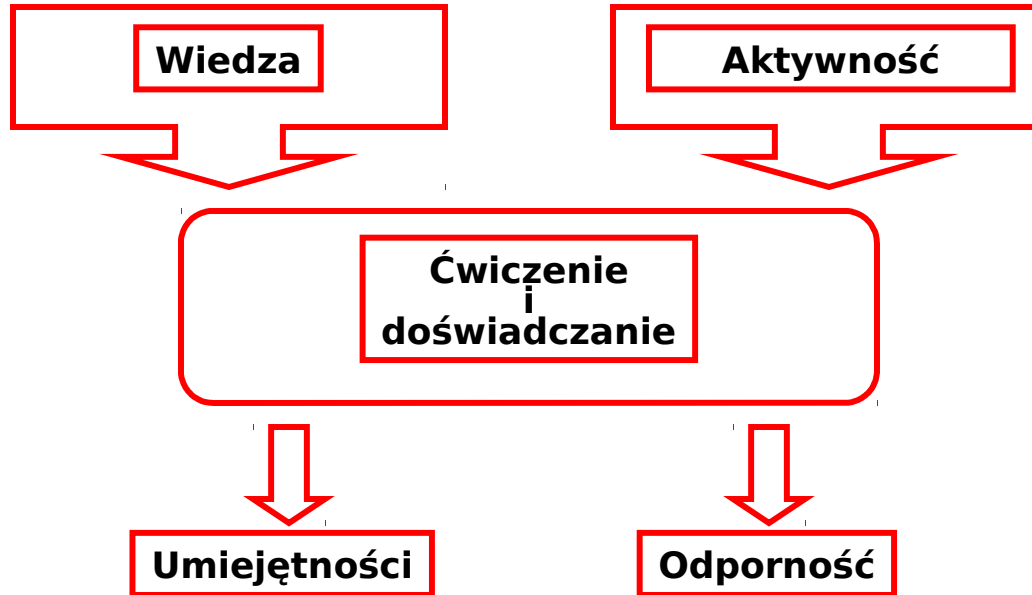 Wiedza
Aktywność
Ćwiczenie
i
doświadczanie
Umiejętności
Odporność